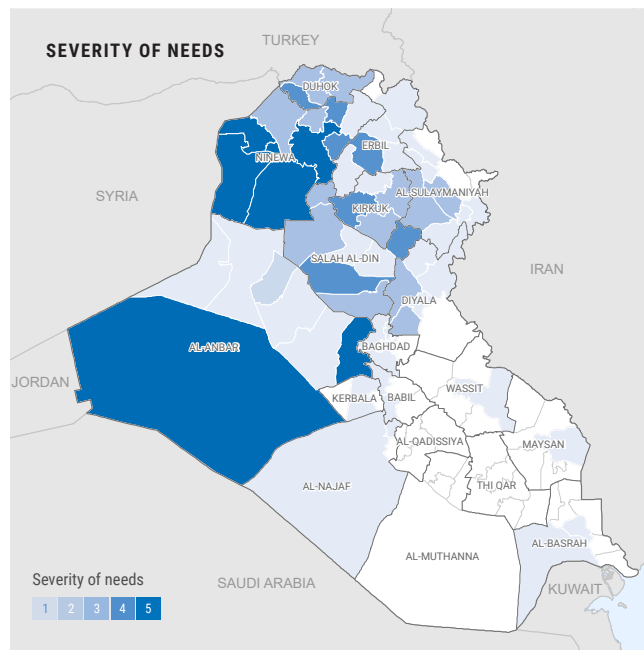 SEVERITY OF NEEDS
TURKEY
DUHOK
ERBIL
NINEWA
AL-SULAYMANIYAH
SYRIA
KIRKUK
SALAH AL-DIN
IRAN
DIYALA
AL-ANBAR
BAGHDAD
JORDAN
WASSIT
KERBALA
BABIL
AL-QADISSIYA
MAYSAN
AL-NAJAF
THI QAR
AL-BASRAH
AL-MUTHANNA
Severity of needs
SAUDI ARABIA
KUWAIT
1 2 3 4 5